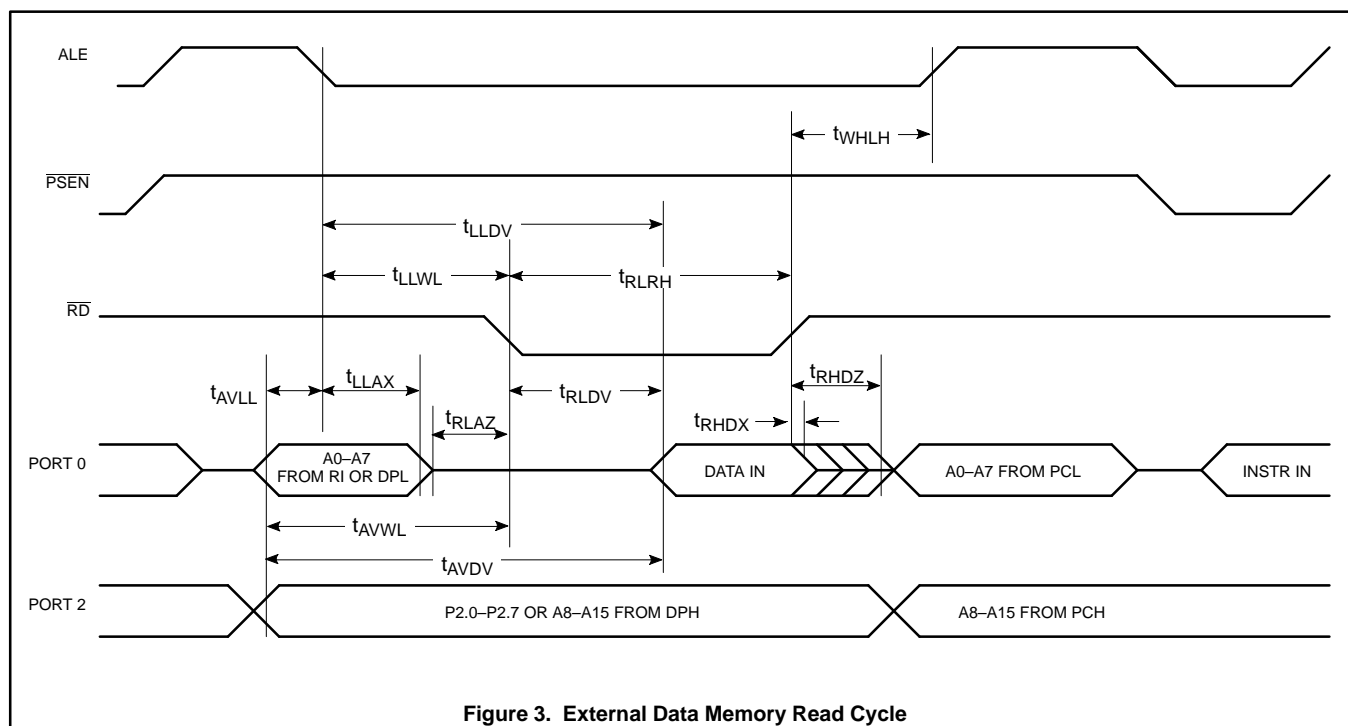 ALE
tWHLH
PSEN
tLLDV
tLLWL
tRLRH
RD
tAVLL
tLLAX
tRLDV
tRHDZ
tRLAZ
tRHDX
PORT 0
A0–A7
FROM RI OR DPL
DATA IN
A0–A7 FROM PCL
INSTR IN
tAVWL
tAVDV
PORT 2
P2.0–P2.7 OR A8–A15 FROM DPH
A8–A15 FROM PCH
Figure 3. External Data Memory Read Cycle